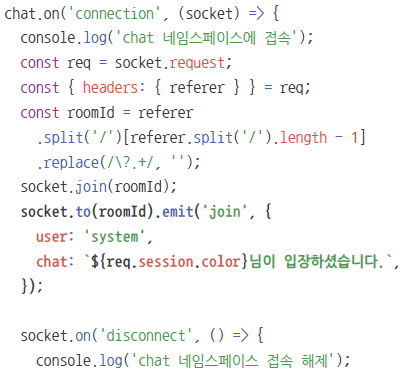 chat.on('connection', (socket) => {
  console.log('chat 네임스페이스에 접속');
  const req = socket.request;
  const { headers: { referer } } = req;
  const roomId = referer
    .split('/')[referer.split('/').length - 1]
    .replace(/\?.+/, '');
  socket.join(roomId);
  socket.to(roomId).emit('join', {
    user: 'system',
    chat: `${req.session.color}님이 입장하셨습니다.`,
  });

  socket.on('disconnect', () => {
    console.log('chat 네임스페이스 접속 해제');